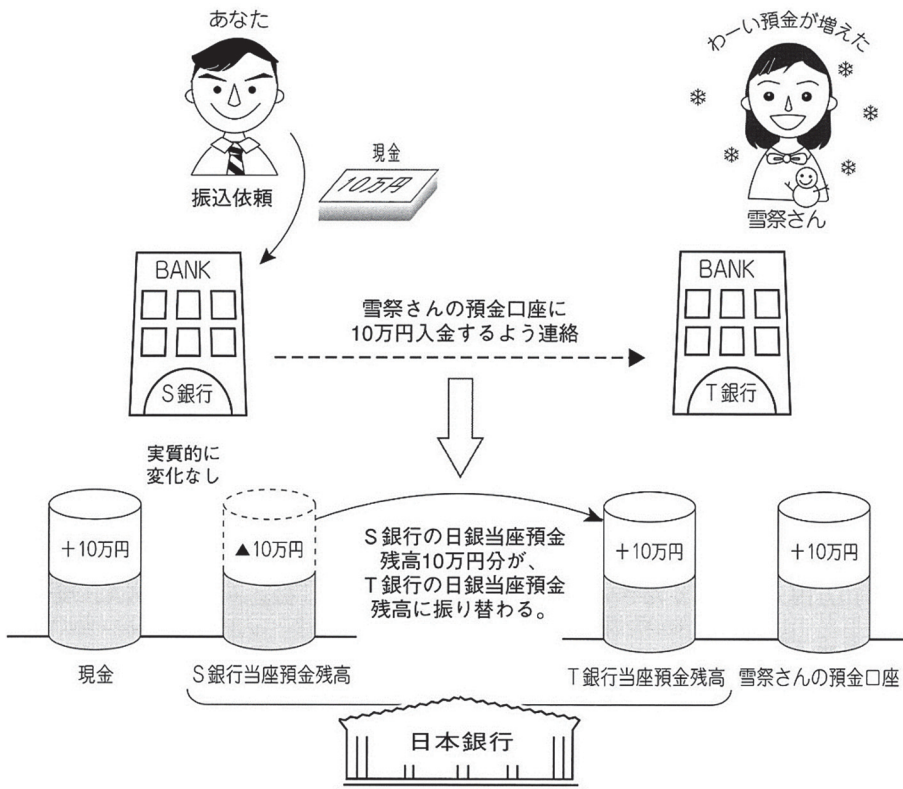 あなた
わーい預金が増えた
現金
10万円
振込依頼
雪祭さん
BANK
BANK
雪祭さんの預金口座に
10万円入金するよう連絡
S銀行
T銀行
実質的に
変化なし
+10万円
▲10万円
S銀行の日銀当座預金
残高10万円分が、
T銀行の日銀当座預金
残高に振り替わる。
+10万円
+10万円
現金
S銀行当座預金残高
T銀行当座預金残高
雪祭さんの預金口座
日本銀行